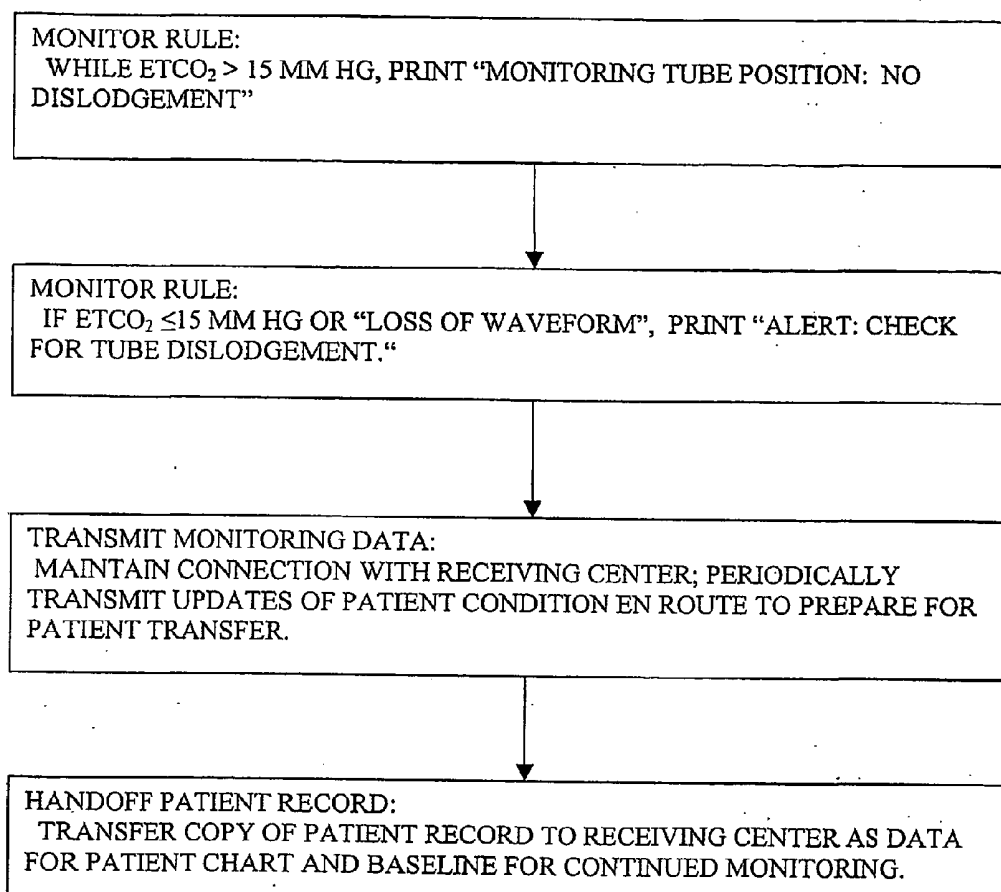 MONITOR RULE:
WHILE ETCO₂ > 15 MM HG, PRINT “MONITORING TUBE POSITION: NO
DISLODGEMENT”
MONITOR RULE:
IF ETCO₂ ≤15 MM HG OR “LOSS OF WAVEFORM”, PRINT “ALERT: CHECK
FOR TUBE DISLODGEMENT.“
TRANSMIT MONITORING DATA:
MAINTAIN CONNECTION WITH RECEIVING CENTER; PERIODICALLY
TRANSMIT UPDATES OF PATIENT CONDITION EN ROUTE TO PREPARE FOR
PATIENT TRANSFER.
HANDOFF PATIENT RECORD:
TRANSFER COPY OF PATIENT RECORD TO RECEIVING CENTER AS DATA
FOR PATIENT CHART AND BASELINE FOR CONTINUED MONITORING.